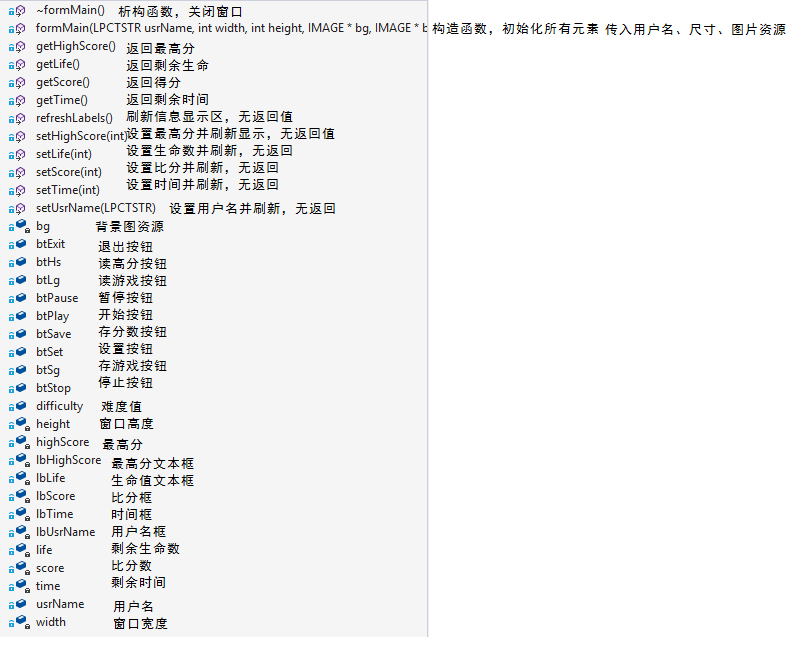 ~formMain() 析构函数，关闭窗口
formMain(LPCTSTR usrName, int width, int height, IMAGE * bg, IMAGE * b 构造函数，初始化所有元素 传入用户名、尺寸、图片资源
getHighScore() 返回最高分
getLife() 返回剩余生命
getScore() 返回得分
getTime() 返回剩余时间
refreshLabels() 刷新信息显示区，无返回值
setHighScore(int) 设置最高分并刷新显示，无返回值
setLife(int) 设置生命数并刷新，无返回
setScore(int) 设置比分并刷新，无返回
setTime(int) 设置时间并刷新，无返回
setUsrName(LPCTSTR) 设置用户名并刷新，无返回
bg 背景图资源
btExit 退出按钮
btHs 读高分按钮
btLg 读游戏按钮
btPause 暂停按钮
btPlay 开始按钮
btSave 存分数按钮
btSet 设置按钮
btSg 存游戏按钮
btStop 停止按钮
difficulty 难度值
height 窗口高度
highScore 最高分
lbHighScore 最高分文本框
lbLife 生命值文本框
lbScore 比分框
lbTime 时间框
lbUsrName 用户名框
life 剩余生命数
score 比分数
time 剩余时间
usrName 用户名
width 窗口宽度